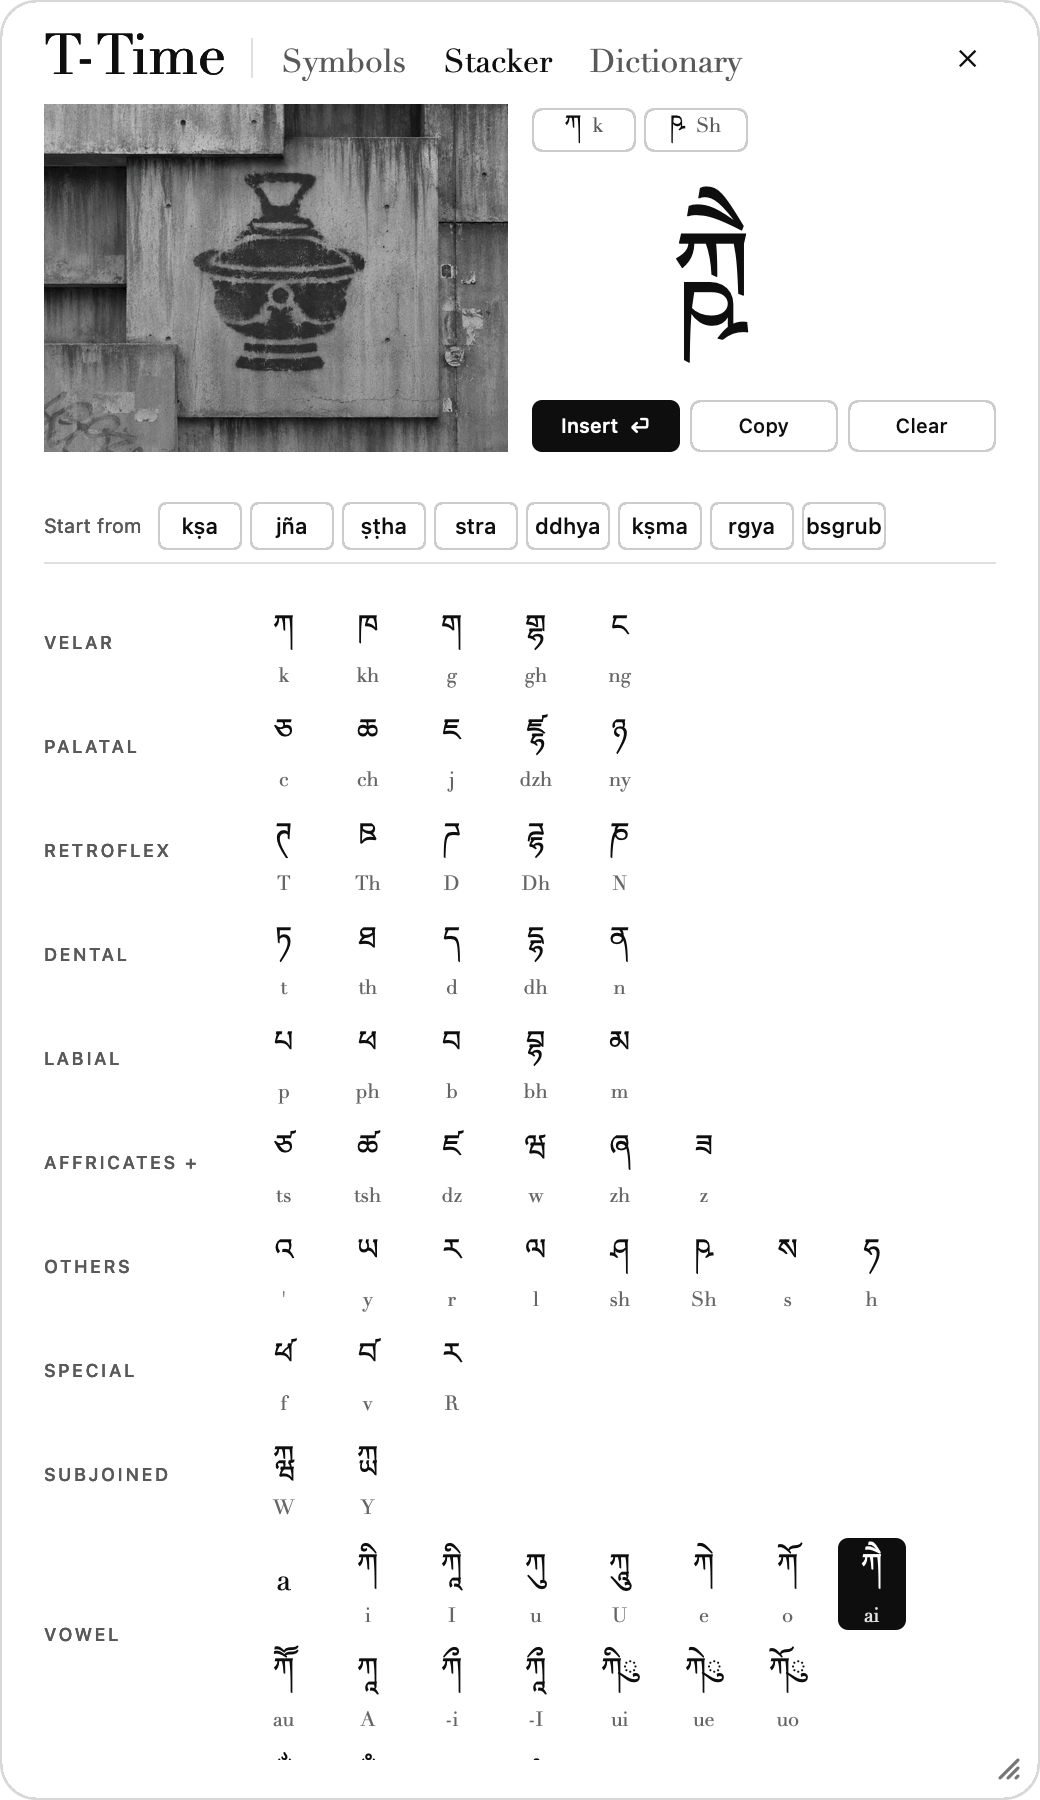 T-Time Symbols Stacker Dictionary
ཀ k ཥ Sh
ཀྵཻ
Insert Copy Clear
Start from kṣa jña ṣṭha stra ddhya kṣma rgya bsgrub
VELAR
ཀ ཁ ག གྷ ང
k kh g gh ng
PALATAL
ཅ ཆ ཇ ཛྷ ཉ
c ch j dzh ny
RETROFLEX
ཊ ཋ ཌ ཌྷ ཎ
T Th D Dh N
DENTAL
ཏ ཐ ད དྷ ན
t th d dh n
LABIAL
པ ཕ བ བྷ མ
p ph b bh m
AFFRICATES +
ཙ ཚ ཛ ཝ ཞ ཟ
ts tsh dz w zh z
OTHERS
འ ཡ ར ལ ཤ ཥ ས ཧ
' y r l sh Sh s h
SPECIAL
ཕ༹ བ༹ ཪ
f v R
SUBJOINED
ཀྺ ཀྻ
W Y
VOWEL
a ཀི ཀཱི ཀུ ཀཱུ ཀེ ཀོ ཀཻ
i I u U e o ai
ཀཽ ཀཱ ཀྀ ཀཱྀ ཀིུ ཀེུ ཀོུ
au A -i -I ui ue uo